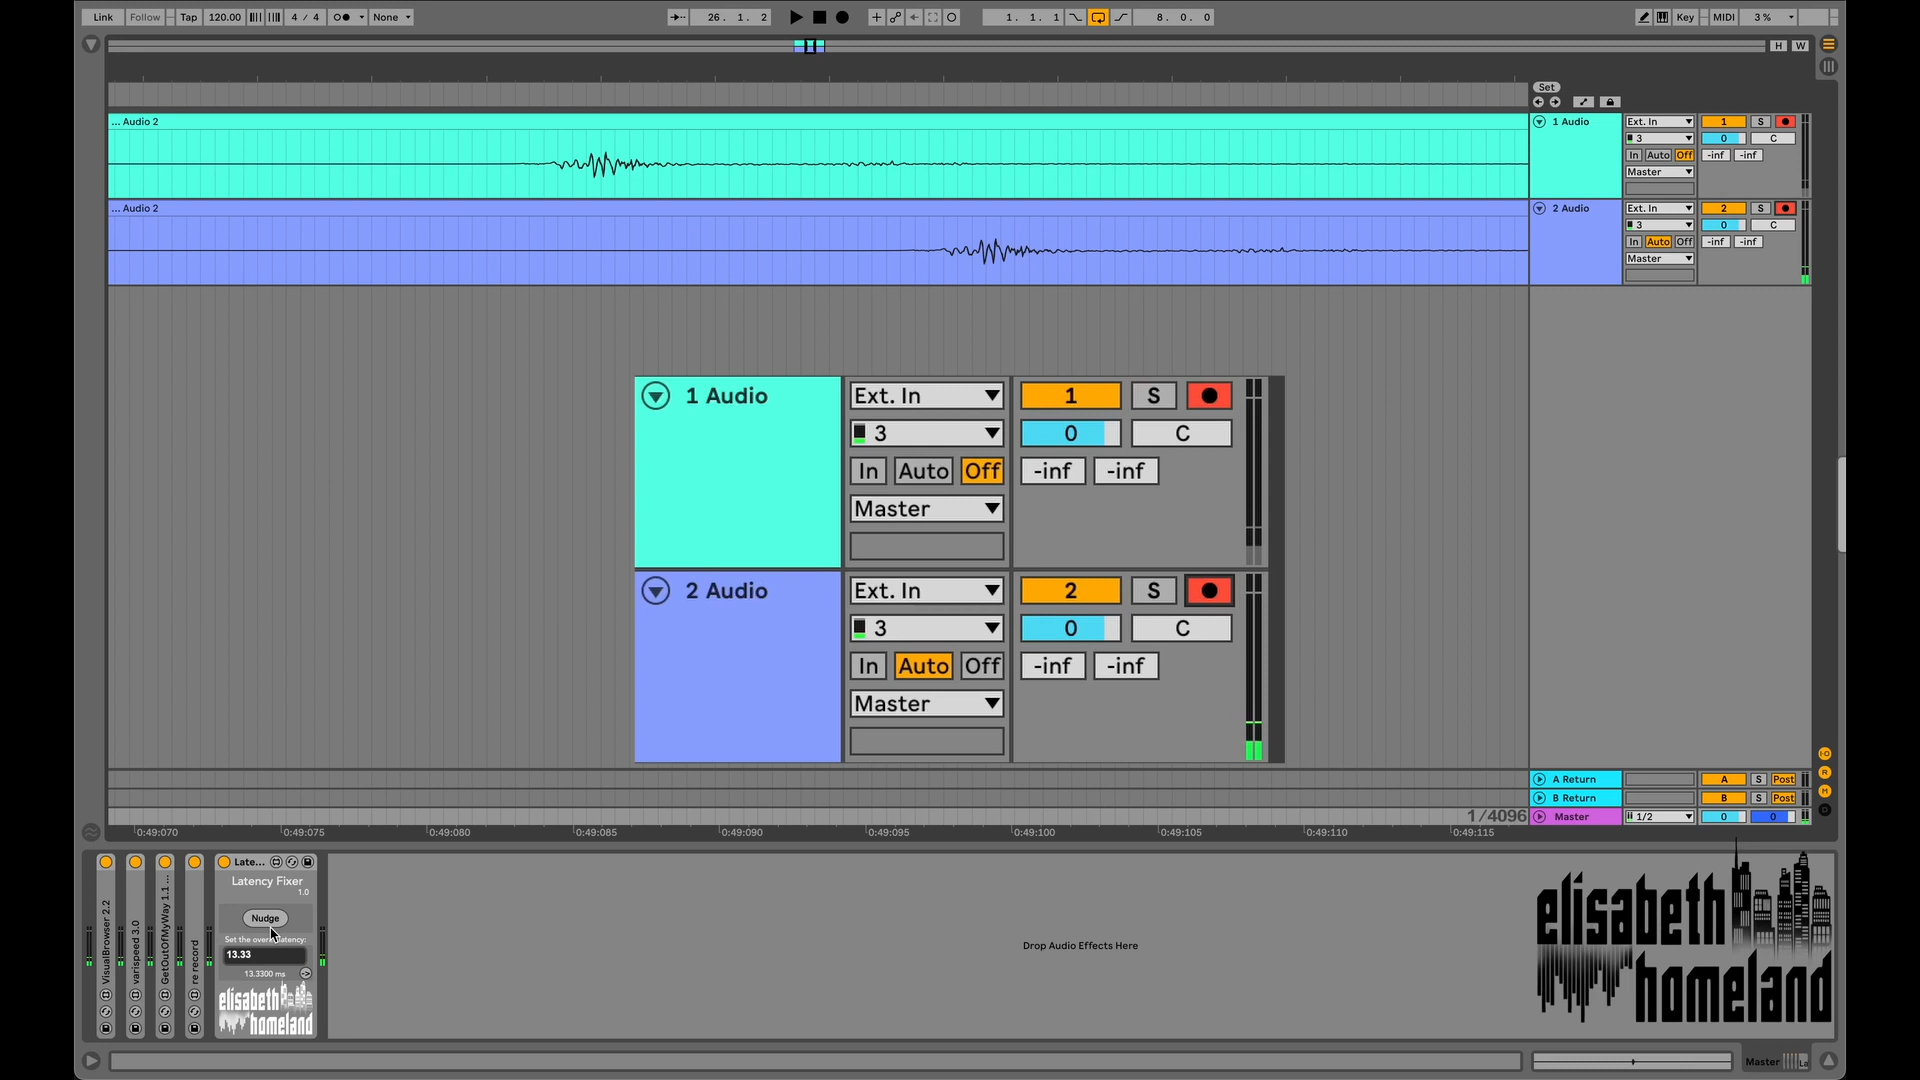 Link Follow Tap 120.00 4 / 4 None 26. 1. 2 1. 1. 1 8. 0. 0 Key MIDI 3 %
H W
Set
... Audio 2
1 Audio Ext. In 1 S
3 0 C
In Auto Off -inf -inf
Master
... Audio 2
2 Audio Ext. In 2 S
3 0 C
In Auto Off -inf -inf
Master
1 Audio Ext. In 1 S
3 0 C
In Auto Off -inf -inf
Master
2 Audio Ext. In 2 S
3 0 C
In Auto Off -inf -inf
Master
A Return A S Post
B Return B S Post
1/4096
Master 1/2 0 0
0:49:070 0:49:075 0:49:080 0:49:085 0:49:090 0:49:095 0:49:100 0:49:105 0:49:110 0:49:115
I·O
R
M
D
VisualBrowser 2.2
varispeed 3.0
GetOutOfMyWay 1.1 ...
re record
Late...
Latency Fixer
1.0
Nudge
Set the overall latency:
13.33
13.3300 ms
elisabeth
homeland
Drop Audio Effects Here
elisabeth
homeland
Master